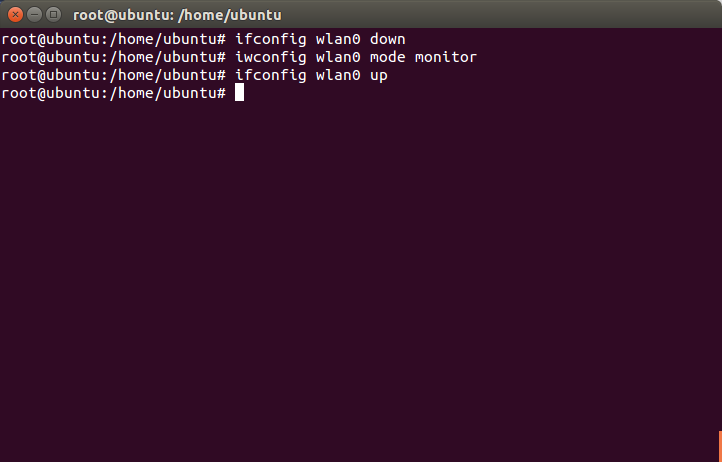 root@ubuntu: /home/ubuntu
root@ubuntu:/home/ubuntu# ifconfig wlan0 down
root@ubuntu:/home/ubuntu# iwconfig wlan0 mode monitor
root@ubuntu:/home/ubuntu# ifconfig wlan0 up
root@ubuntu:/home/ubuntu#